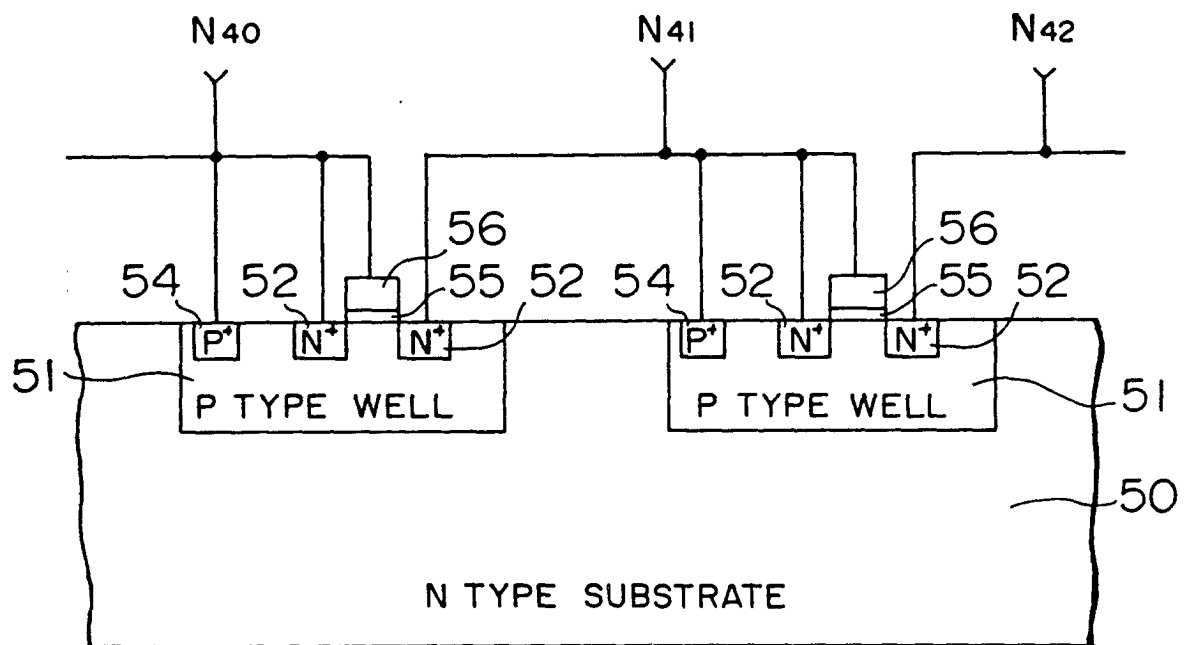 N40 N41 N42
56 56
54 52 55 52 54 52 55 52
P+ N+ N+ P+ N+ N+
51 P TYPE WELL P TYPE WELL 51
50
N TYPE SUBSTRATE